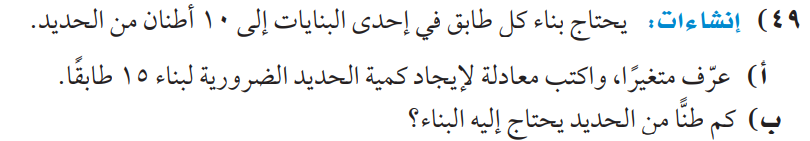 ٤٩) إنشاءات: يحتاج بناء كل طابق في إحدى البنايات إلى ١٠ أطنان من الحديد.
أ) عرّف متغيرًا، واكتب معادلة لإيجاد كمية الحديد الضرورية لبناء ١٥ طابقًا.
ب) كم طنًّا من الحديد يحتاج إليه البناء؟